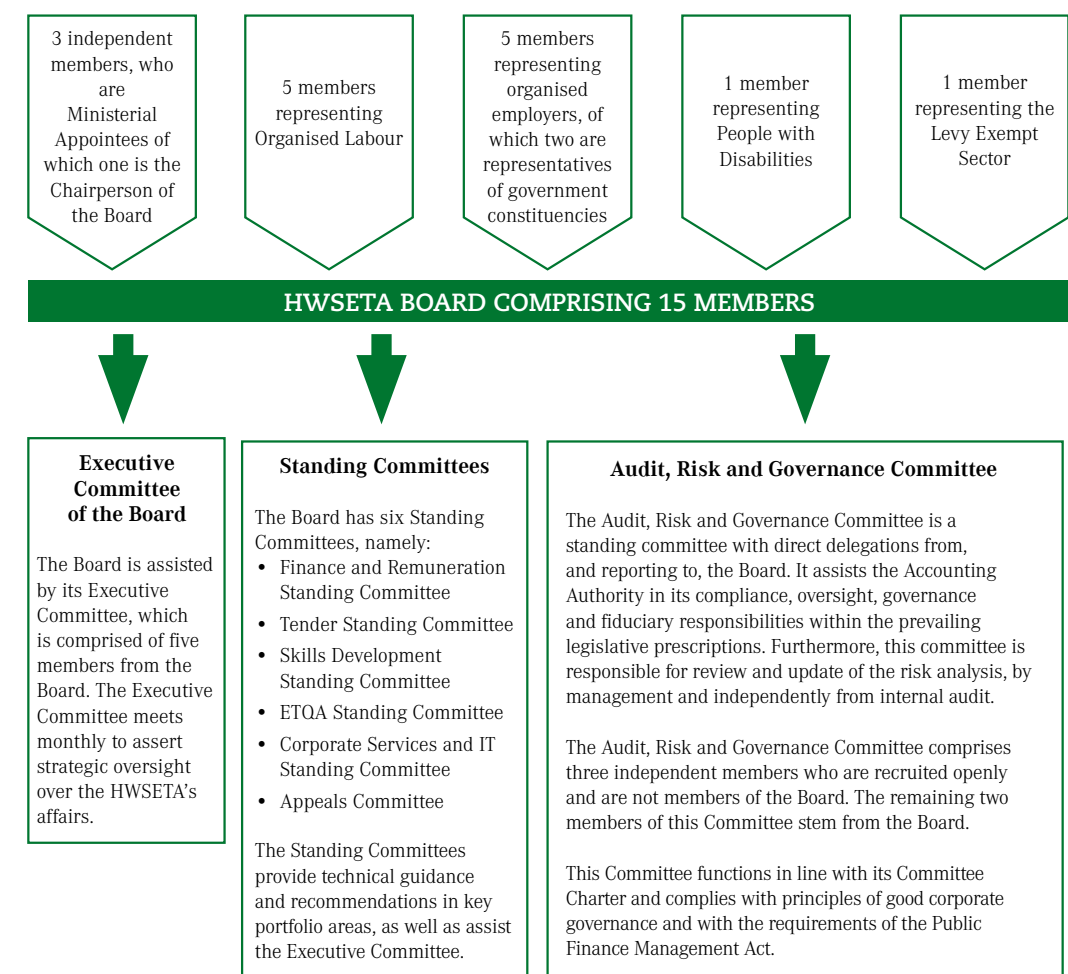 3 independent
members, who
are
Ministerial
Appointees of
which one is the
Chairperson of
the Board
5 members
representing
Organised Labour
5 members
representing
organised
employers, of
which two are
representatives
of government
constituencies
1 member
representing
People with
Disabilities
1 member
representing the
Levy Exempt
Sector
HWSETA BOARD COMPRISING 15 MEMBERS
Executive
Committee
of the Board
The Board is assisted
by its Executive
Committee, which
is comprised of five
members from the
Board. The Executive
Committee meets
monthly to assert
strategic oversight
over the HWSETA's
affairs.
Standing Committees
The Board has six Standing
Committees, namely:
• Finance and Remuneration
Standing Committee
• Tender Standing Committee
• Skills Development
Standing Committee
• ETQA Standing Committee
• Corporate Services and IT
Standing Committee
• Appeals Committee
The Standing Committees
provide technical guidance
and recommendations in key
portfolio areas, as well as assist
the Executive Committee.
Audit, Risk and Governance Committee
The Audit, Risk and Governance Committee is a
standing committee with direct delegations from,
and reporting to, the Board. It assists the Accounting
Authority in its compliance, oversight, governance
and fiduciary responsibilities within the prevailing
legislative prescriptions. Furthermore, this committee is
responsible for review and update of the risk analysis, by
management and independently from internal audit.
The Audit, Risk and Governance Committee comprises
three independent members who are recruited openly
and are not members of the Board. The remaining two
members of this Committee stem from the Board.
This Committee functions in line with its Committee
Charter and complies with principles of good corporate
governance and with the requirements of the Public
Finance Management Act.